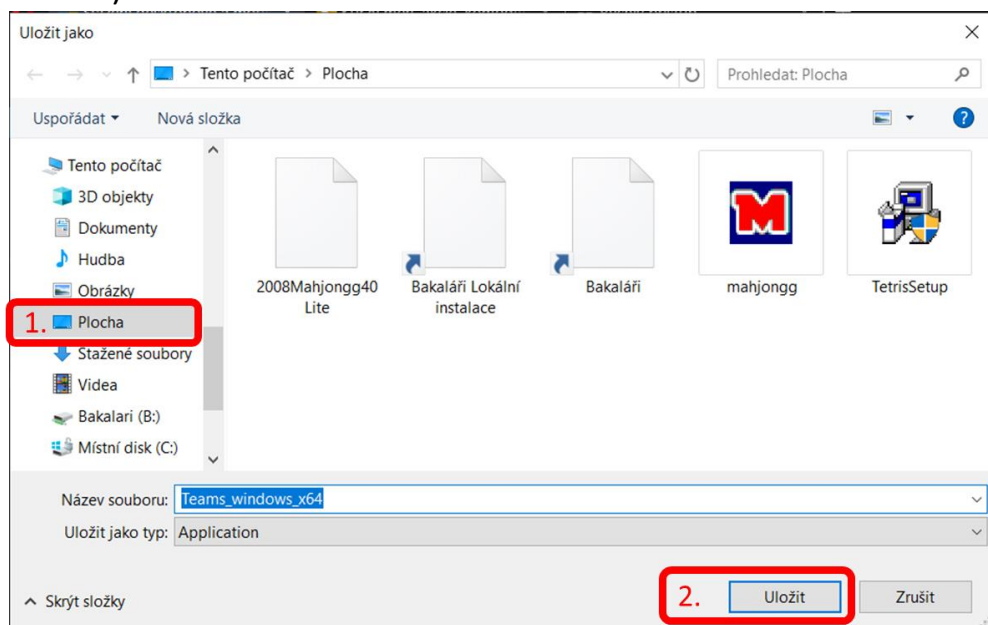 Uložit jako
Tento počítač > Plocha
Prohledat: Plocha
Uspořádat
Nová složka
Tento počítač
3D objekty
Dokumenty
Hudba
Obrázky
1. Plocha
Stažené soubory
Videa
Bakalari (B:)
Místní disk (C:)
2008Mahjongg40
Lite
Bakaláři Lokální
instalace
Bakaláři
M
mahjongg
TetrisSetup
Název souboru: Teams_windows_x64
Uložit jako typ: Application
Skrýt složky
2. Uložit
Zrušit